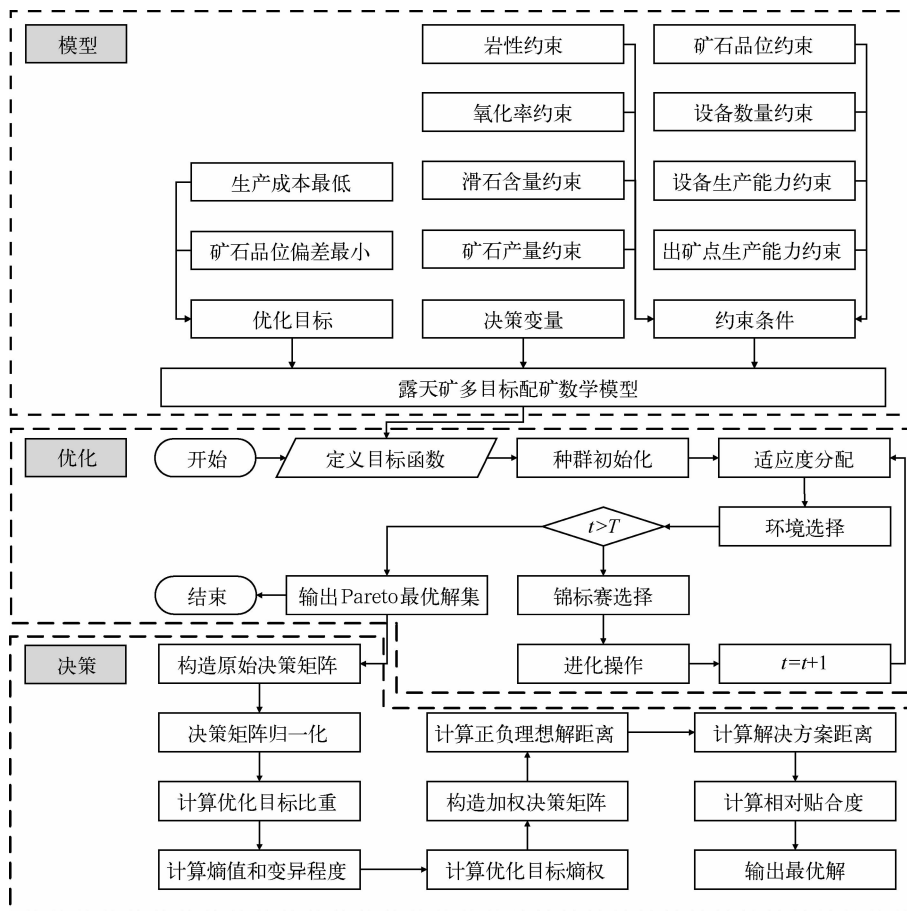 模型
岩性约束
矿石品位约束
氧化率约束
设备数量约束
生产成本最低
滑石含量约束
设备生产能力约束
矿石品位偏差最小
矿石产量约束
出矿点生产能力约束
优化目标
决策变量
约束条件
露天矿多目标配矿数学模型
优化
开始
定义目标函数
种群初始化
适应度分配
t>T
环境选择
结束
输出Pareto最优解集
锦标赛选择
决策
构造原始决策矩阵
进化操作
t=t+1
决策矩阵归一化
计算正负理想解距离
计算解决方案距离
计算优化目标比重
构造加权决策矩阵
计算相对贴合度
计算熵值和变异程度
计算优化目标熵权
输出最优解